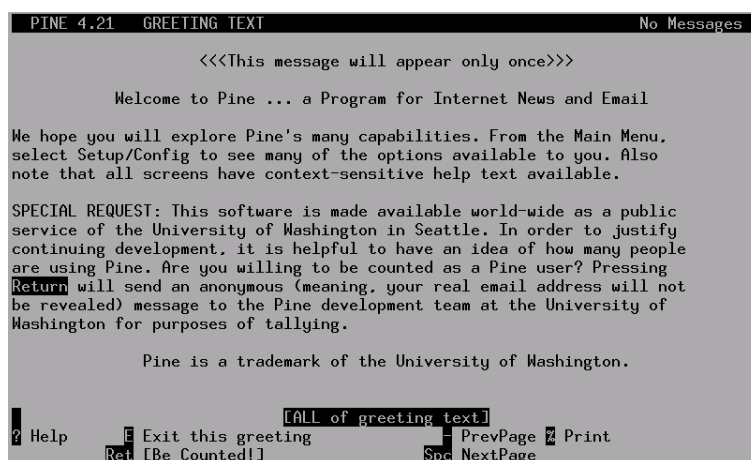 PINE 4.21 GREETING TEXT No Messages
<<<This message will appear only once>>>
Welcome to Pine ... a Program for Internet News and Email
We hope you will explore Pine's many capabilities. From the Main Menu,
select Setup/Config to see many of the options available to you. Also
note that all screens have context-sensitive help text available.
SPECIAL REQUEST: This software is made available world-wide as a public
service of the University of Washington in Seattle. In order to justify
continuing development, it is helpful to have an idea of how many people
are using Pine. Are you willing to be counted as a Pine user? Pressing
Return will send an anonymous (meaning, your real email address will not
be revealed) message to the Pine development team at the University of
Washington for purposes of tallying.
Pine is a trademark of the University of Washington.
[ALL of greeting text]
? Help E Exit this greeting - PrevPage % Print
Ret [Be Counted!] Spc NextPage